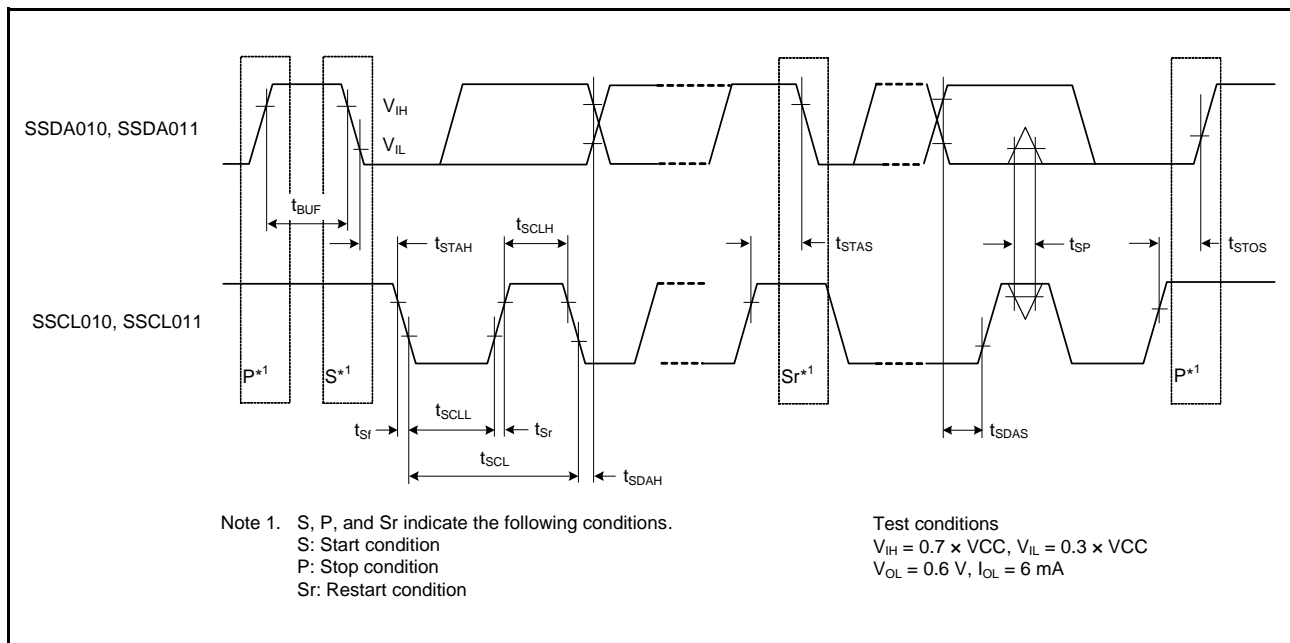 SSDA010, SSDA011
VIH
VIL
tBUF
tSTAH
tSCLH
tSTAS
tSP
tSTOS
SSCL010, SSCL011
P*1
S*1
Sr*1
P*1
tSf
tSCLL
tSr
tSDAS
tSCL
tSDAH
Note 1. S, P, and Sr indicate the following conditions.
S: Start condition
P: Stop condition
Sr: Restart condition
Test conditions
VIH = 0.7 × VCC, VIL = 0.3 × VCC
VOL = 0.6 V, IOL = 6 mA